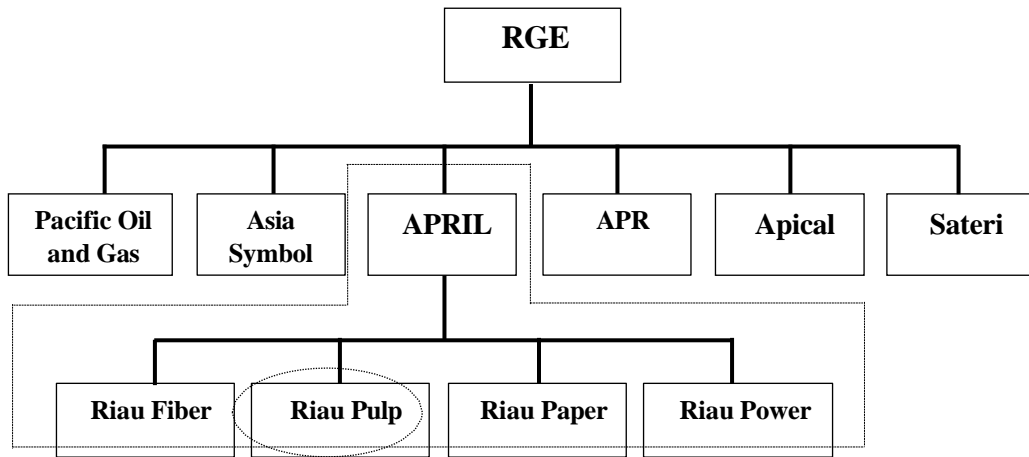 RGE
Pacific Oil
and Gas
Asia
Symbol
APRIL
APR
Apical
Sateri
Riau Fiber
Riau Pulp
Riau Paper
Riau Power